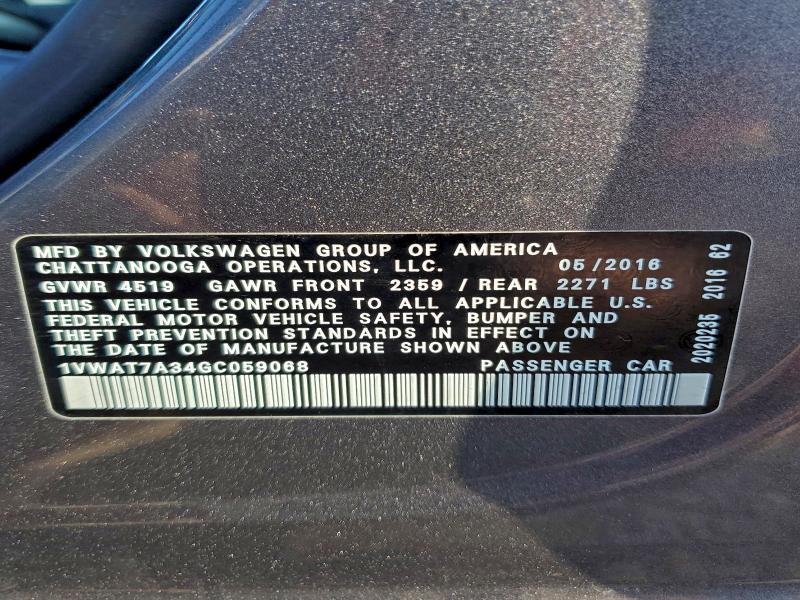 MFD BY VOLKSWAGEN GROUP OF AMERICA
CHATTANOOGA OPERATIONS, LLC. 05/2016
GVWR 4519 GAWR FRONT 2359 / REAR 2271 LBS
THIS VEHICLE CONFORMS TO ALL APPLICABLE U.S.
FEDERAL MOTOR VEHICLE SAFETY, BUMPER AND
THEFT PREVENTION STANDARDS IN EFFECT ON
THE DATE OF MANUFACTURE SHOWN ABOVE
1VWAT7A34GC059068 PASSENGER CAR
2020235 2016 62